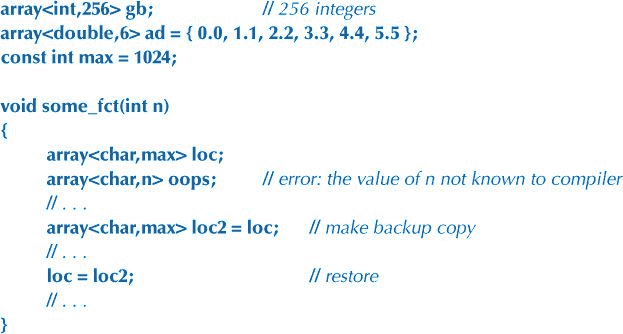 array<int,256> gb; // 256 integers
array<double,6> ad = { 0.0, 1.1, 2.2, 3.3, 4.4, 5.5 };
const int max = 1024;
void some_fct(int n)
{
array<char,max> loc;
array<char,n> oops; // error: the value of n not known to compiler
// . . .
array<char,max> loc2 = loc; // make backup copy
// . . .
loc = loc2; // restore
// . . .
}